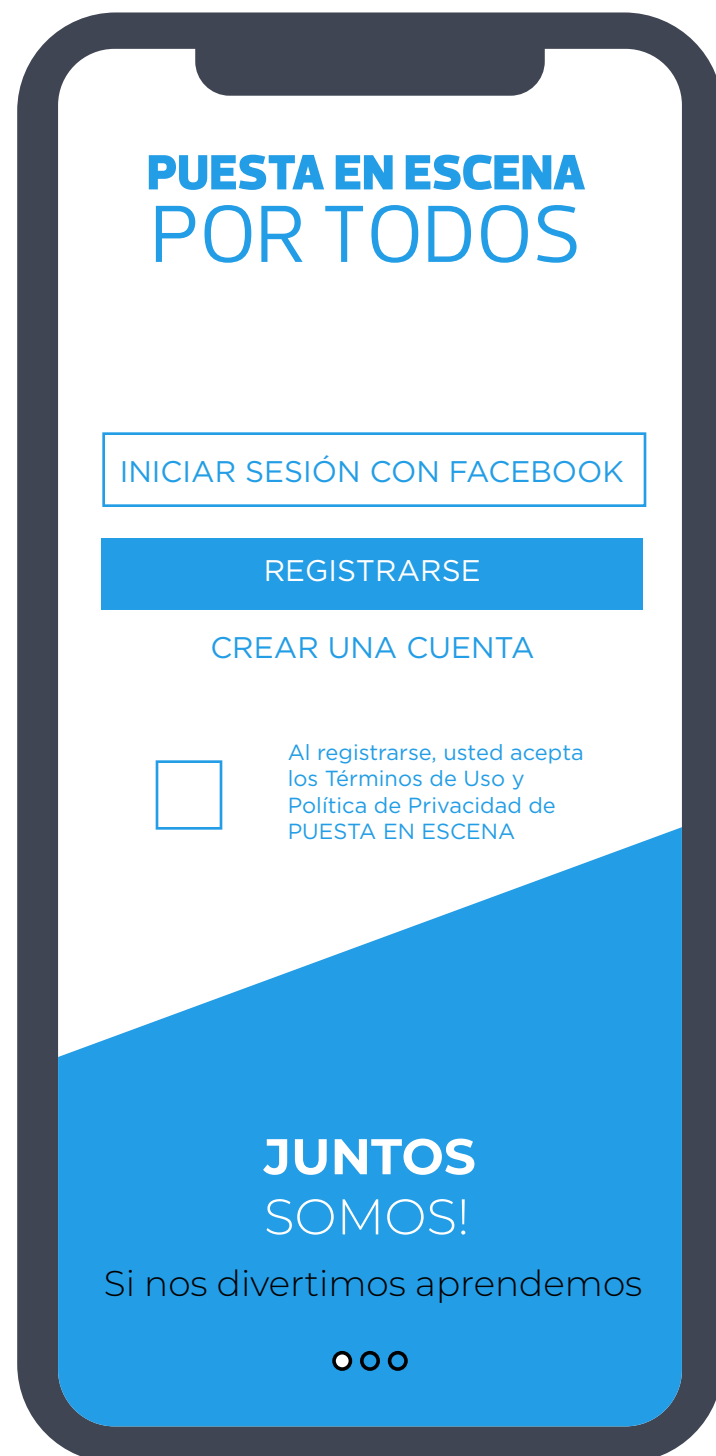 PUESTA EN ESCENA
POR TODOS
INICIAR SESIÓN CON FACEBOOK
REGISTRARSE
CREAR UNA CUENTA
Al registrarse, usted acepta
los Términos de Uso y
Política de Privacidad de
PUESTA EN ESCENA
JUNTOS
SOMOS!
Si nos divertimos aprendemos